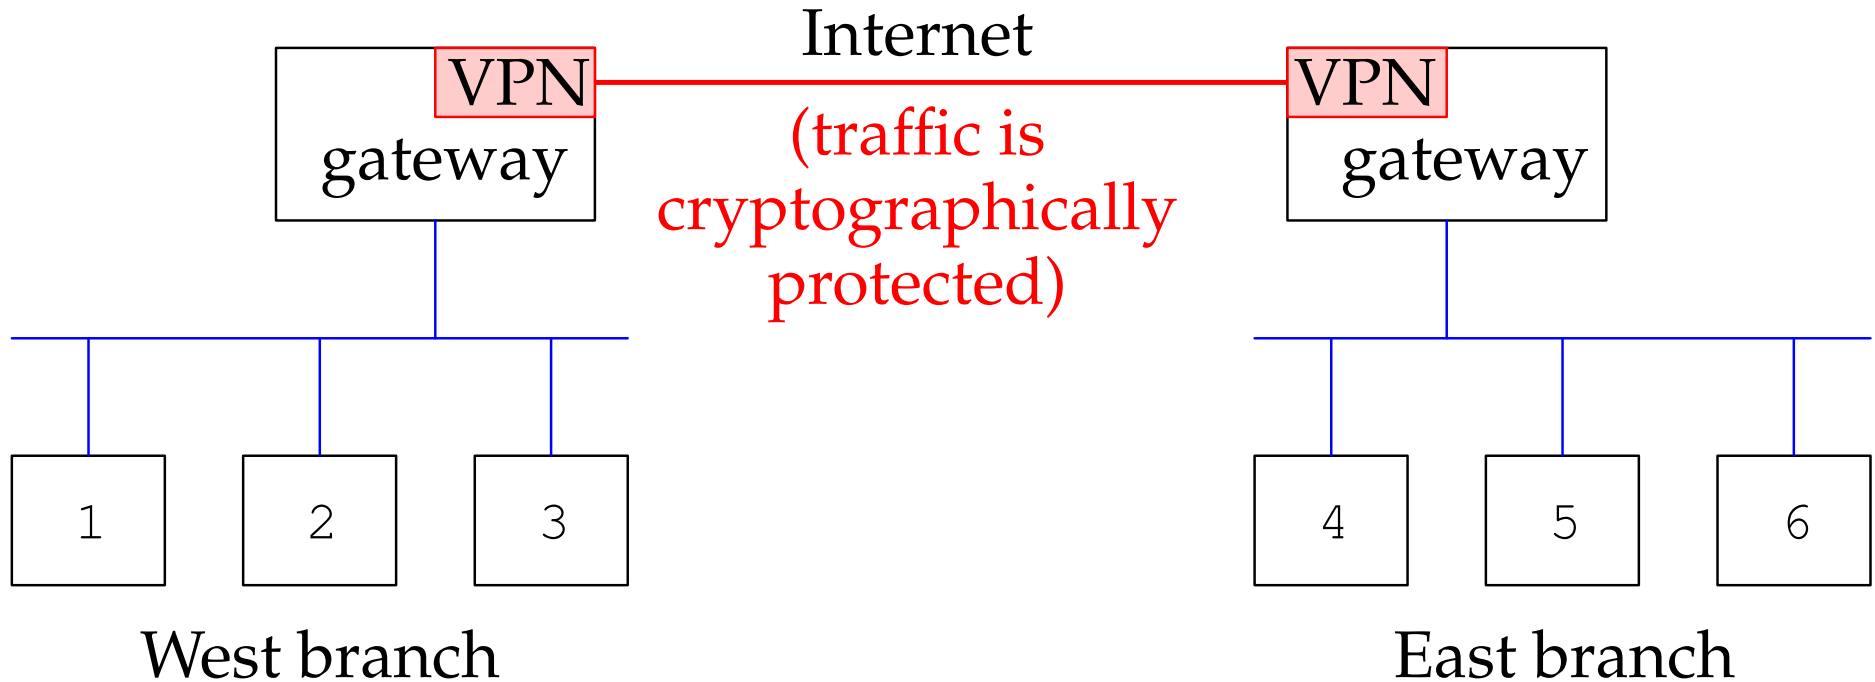 Internet
VPN
VPN
gateway
(traffic is
cryptographically
protected)
gateway
1 2 3
4 5 6
West branch
East branch